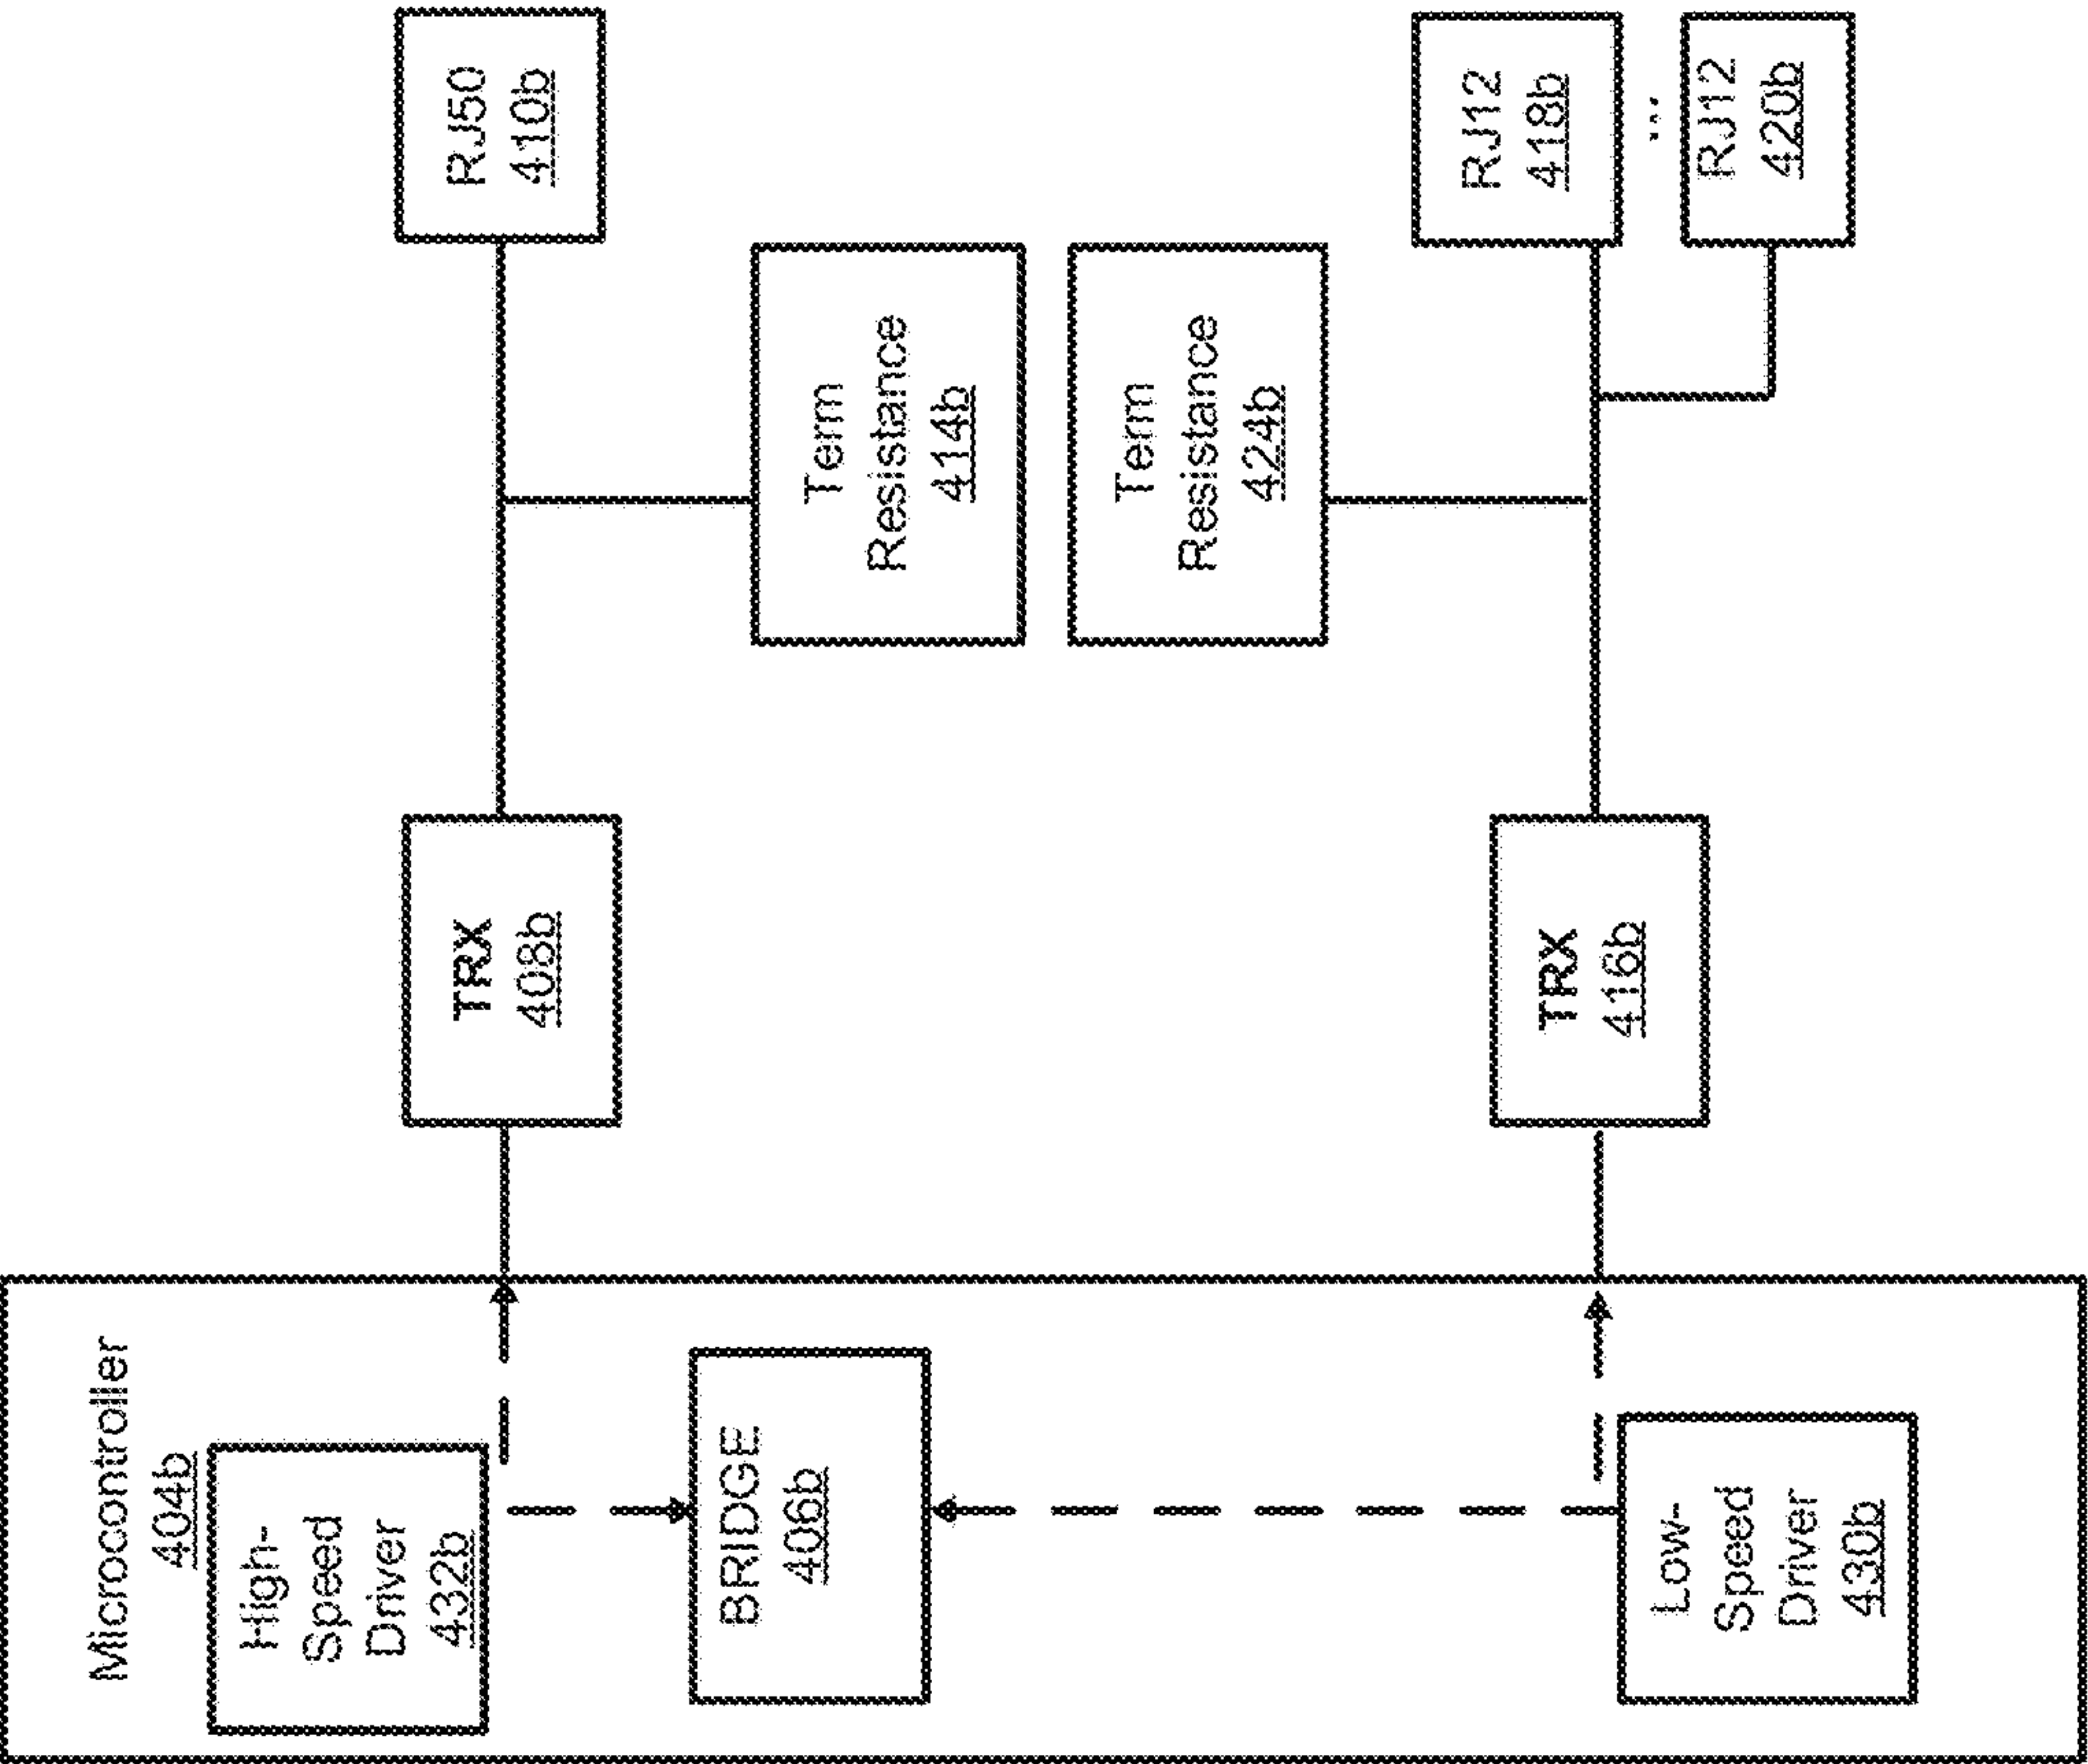 Microcontroller
404b
High-
Speed
Driver
432b
BRIDGE
406b
Low-
Speed
Driver
430b
TRX
408b
TRX
416b
Term
Resistance
414b
Term
Resistance
424b
RJ50
410b
RJ12
418b
...
RJ12
420b